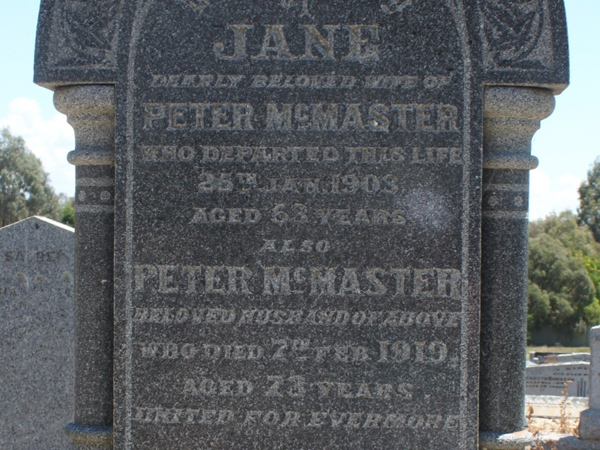 JANE
DEARLY BELOVED WIFE OF
PETER McMASTER
WHO DEPARTED THIS LIFE
25TH JAN. 1903
AGED 63 YEARS.
ALSO
PETER McMASTER
BELOVED HUSBAND OF ABOVE
WHO DIED 7TH FEB. 1919.
AGED 73 YEARS.
UNITED FOR EVERMORE